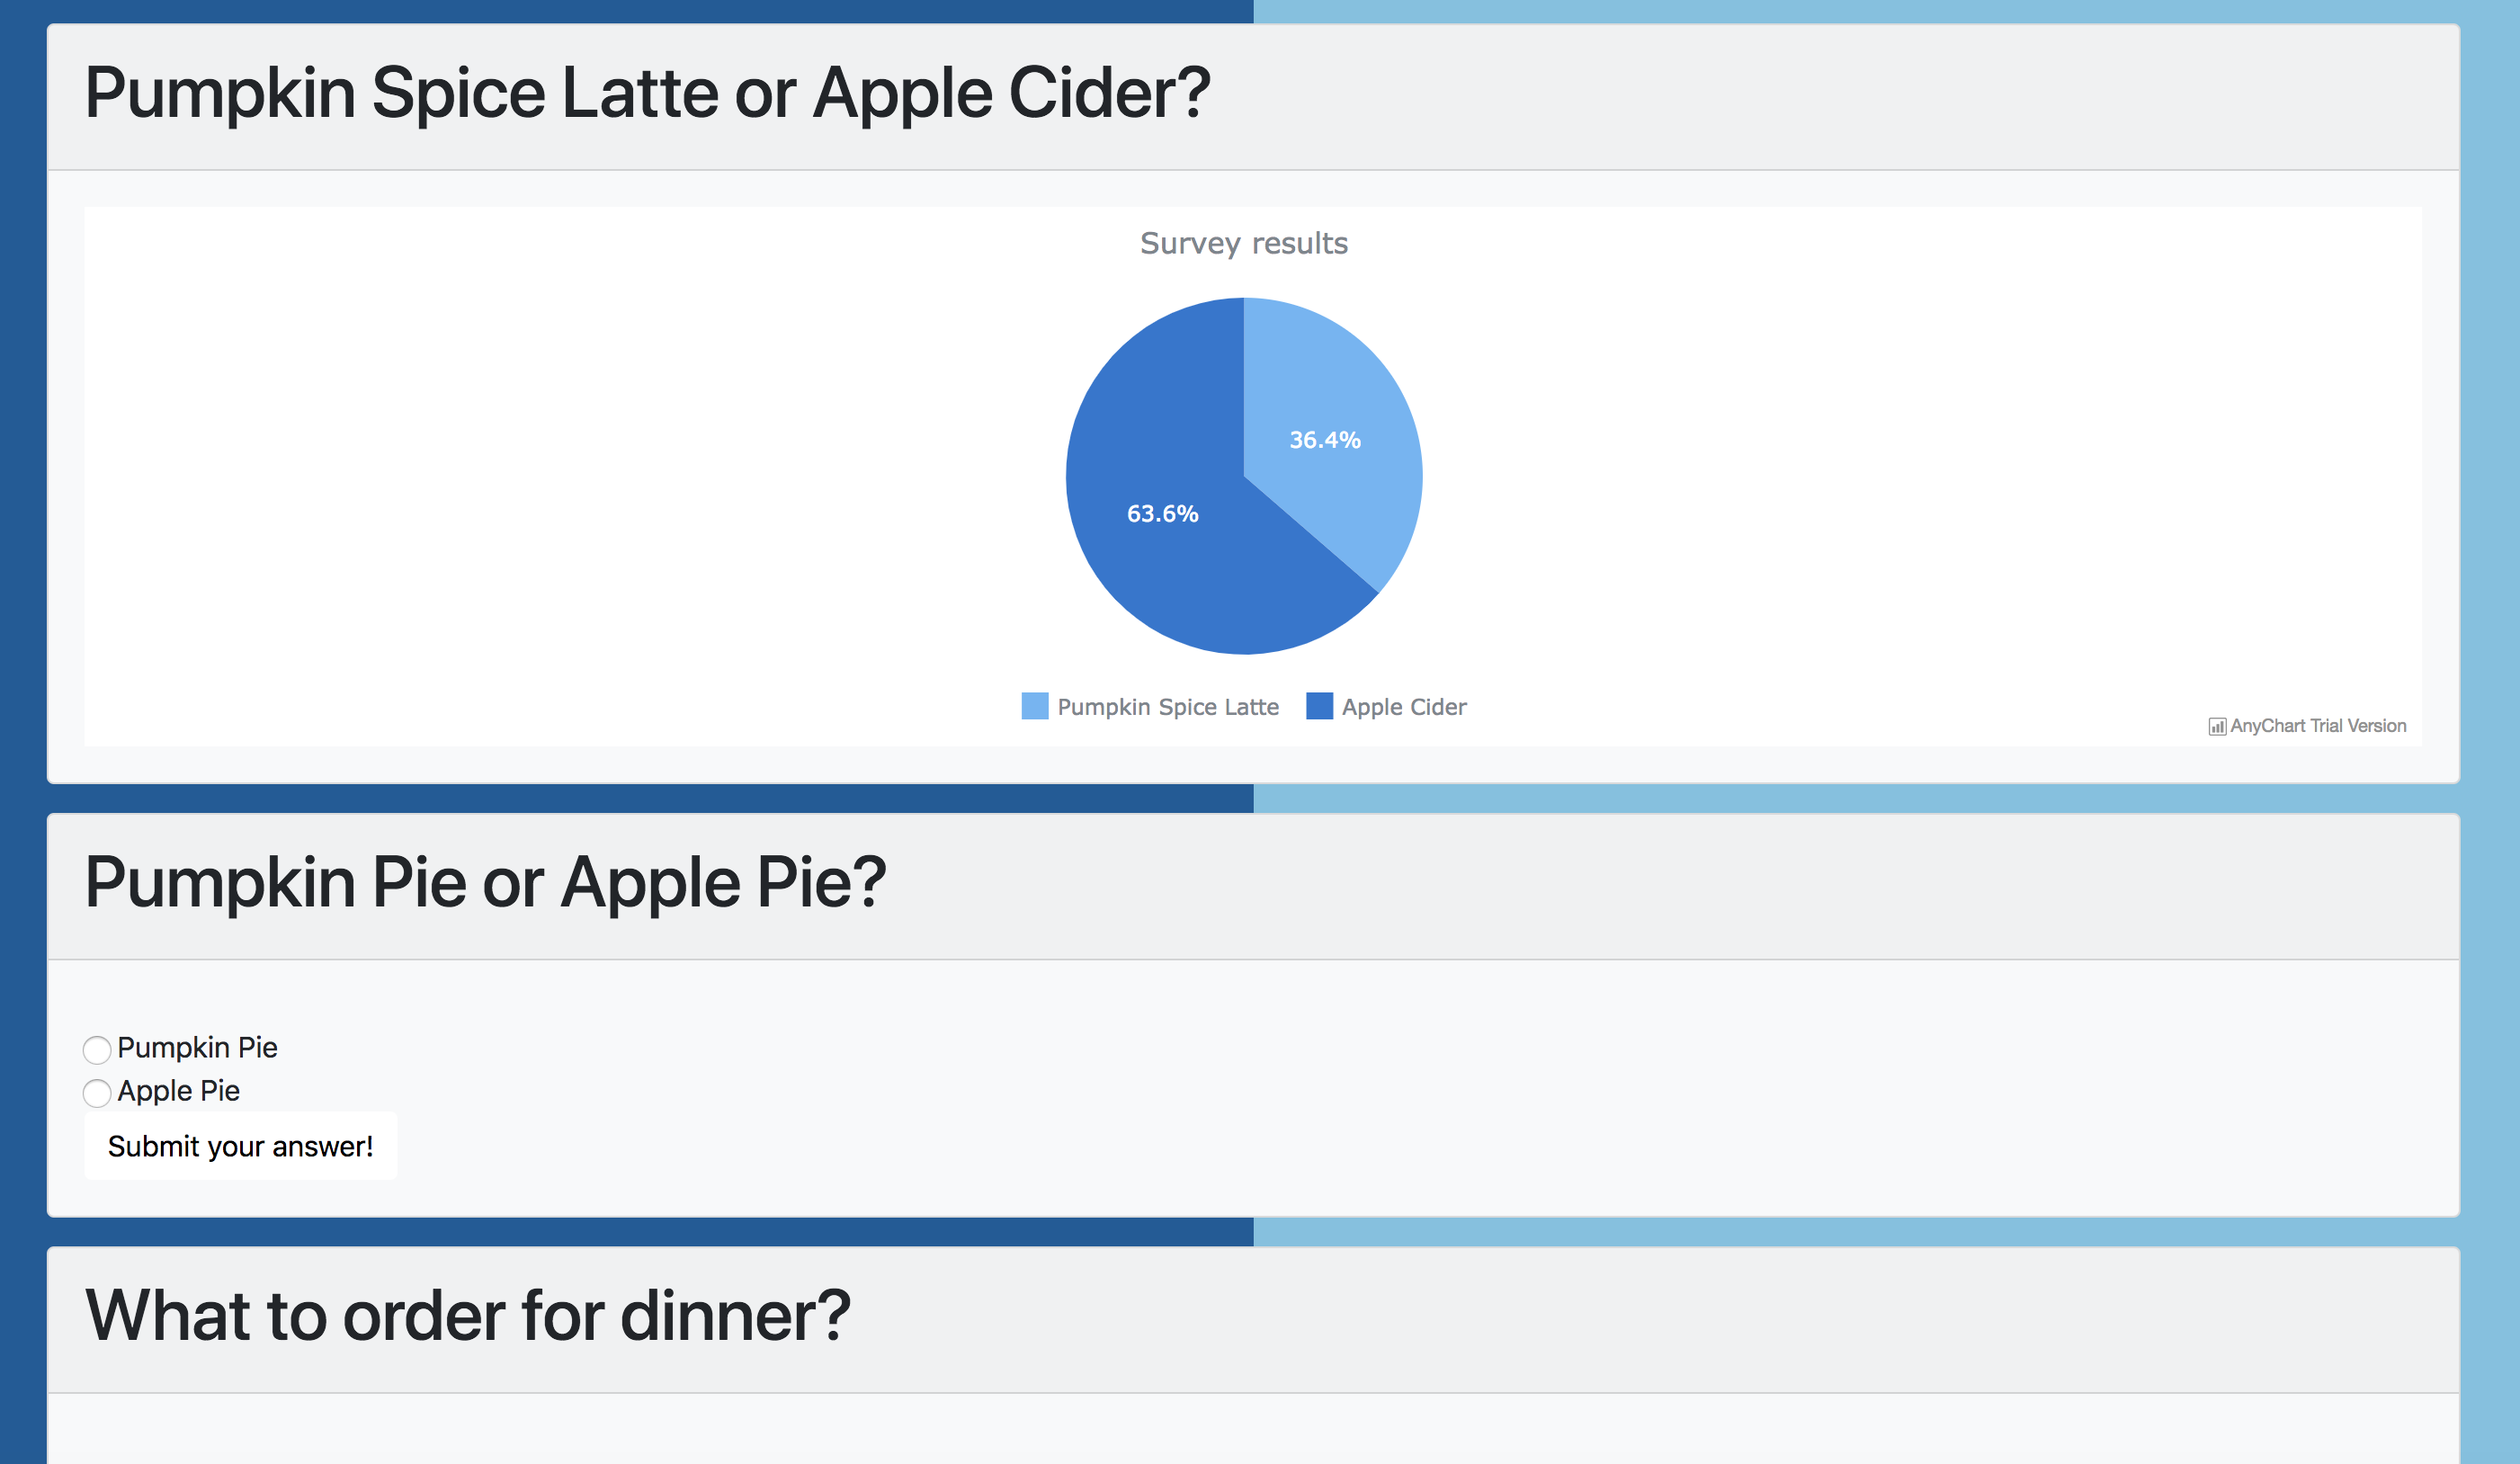 Pumpkin Spice Latte or Apple Cider?
Survey results
36.4%
63.6%
Pumpkin Spice Latte Apple Cider
AnyChart Trial Version
Pumpkin Pie or Apple Pie?
Pumpkin Pie
Apple Pie
Submit your answer!
What to order for dinner?